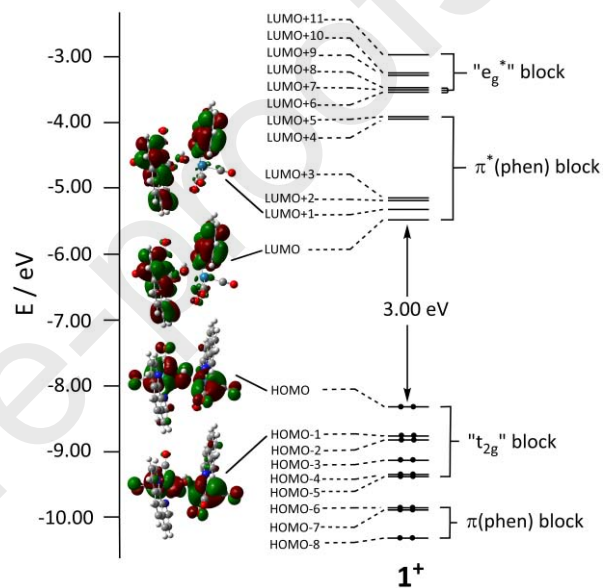 LUMO+11
LUMO+10
LUMO+9
LUMO+8
LUMO+7
LUMO+6
LUMO+5
LUMO+4
LUMO+3
LUMO+2
LUMO+1
LUMO
HOMO
HOMO-1
HOMO-2
HOMO-3
HOMO-4
HOMO-5
HOMO-6
HOMO-7
HOMO-8
E / eV
-3.00
-4.00
-5.00
-6.00
-7.00
-8.00
-9.00
-10.00
"eg*" block
π*(phen) block
3.00 eV
"t2g" block
π(phen) block
1+